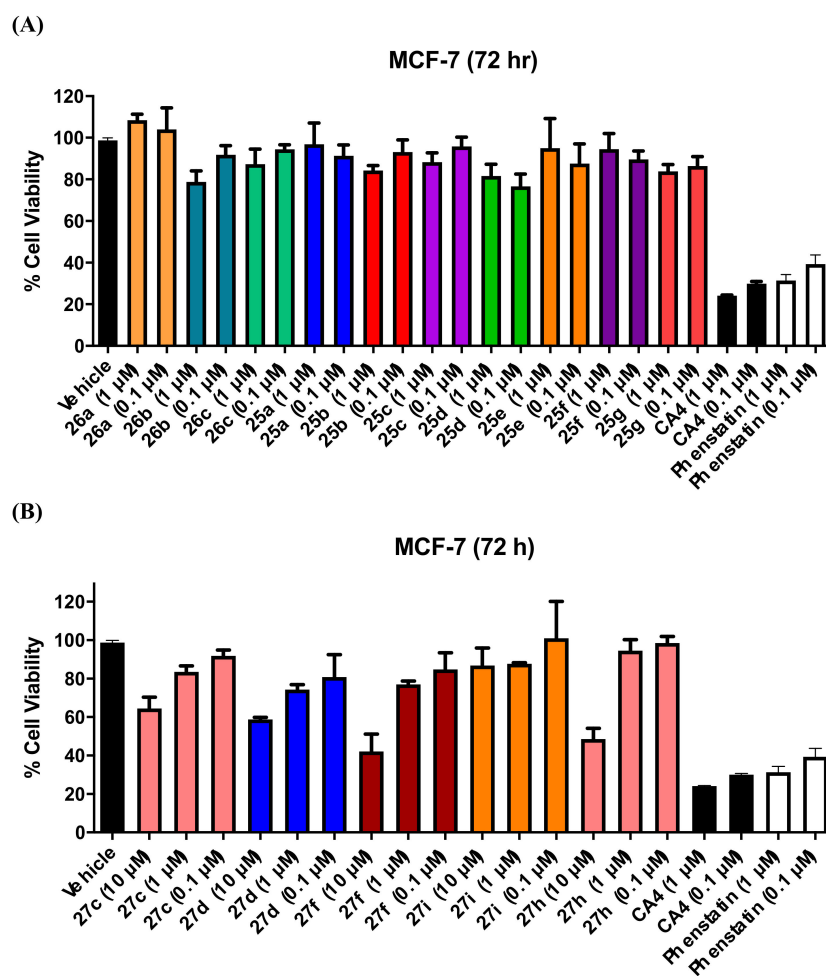 (A)
MCF-7 (72 hr)
% Cell Viability
120
100
80
60
40
20
0
Vehicle
26a (1 µM)
26a (0.1 µM)
26b (1 µM)
26b (0.1 µM)
26c (1 µM)
26c (0.1 µM)
25a (1 µM)
25a (0.1 µM)
25b (1 µM)
25b (0.1 µM)
25c (1 µM)
25c (0.1 µM)
25d (1 µM)
25d (0.1 µM)
25e (1 µM)
25e (0.1 µM)
25f (1 µM)
25f (0.1 µM)
25g (1 µM)
25g (0.1 µM)
CA4 (1 µM)
CA4 (0.1 µM)
Phenstatin (1 µM)
Phenstatin (0.1 µM)
(B)
MCF-7 (72 h)
% Cell Viability
120
100
80
60
40
20
0
Vehicle
27c (10 µM)
27c (1 µM)
27c (0.1 µM)
27d (10 µM)
27d (1 µM)
27d (0.1 µM)
27f (10 µM)
27f (1 µM)
27f (0.1 µM)
27i (10 µM)
27i (1 µM)
27i (0.1 µM)
27h (10 µM)
27h (1 µM)
27h (0.1 µM)
CA4 (1 µM)
CA4 (0.1 µM)
Phenstatin (1 µM)
Phenstatin (0.1 µM)